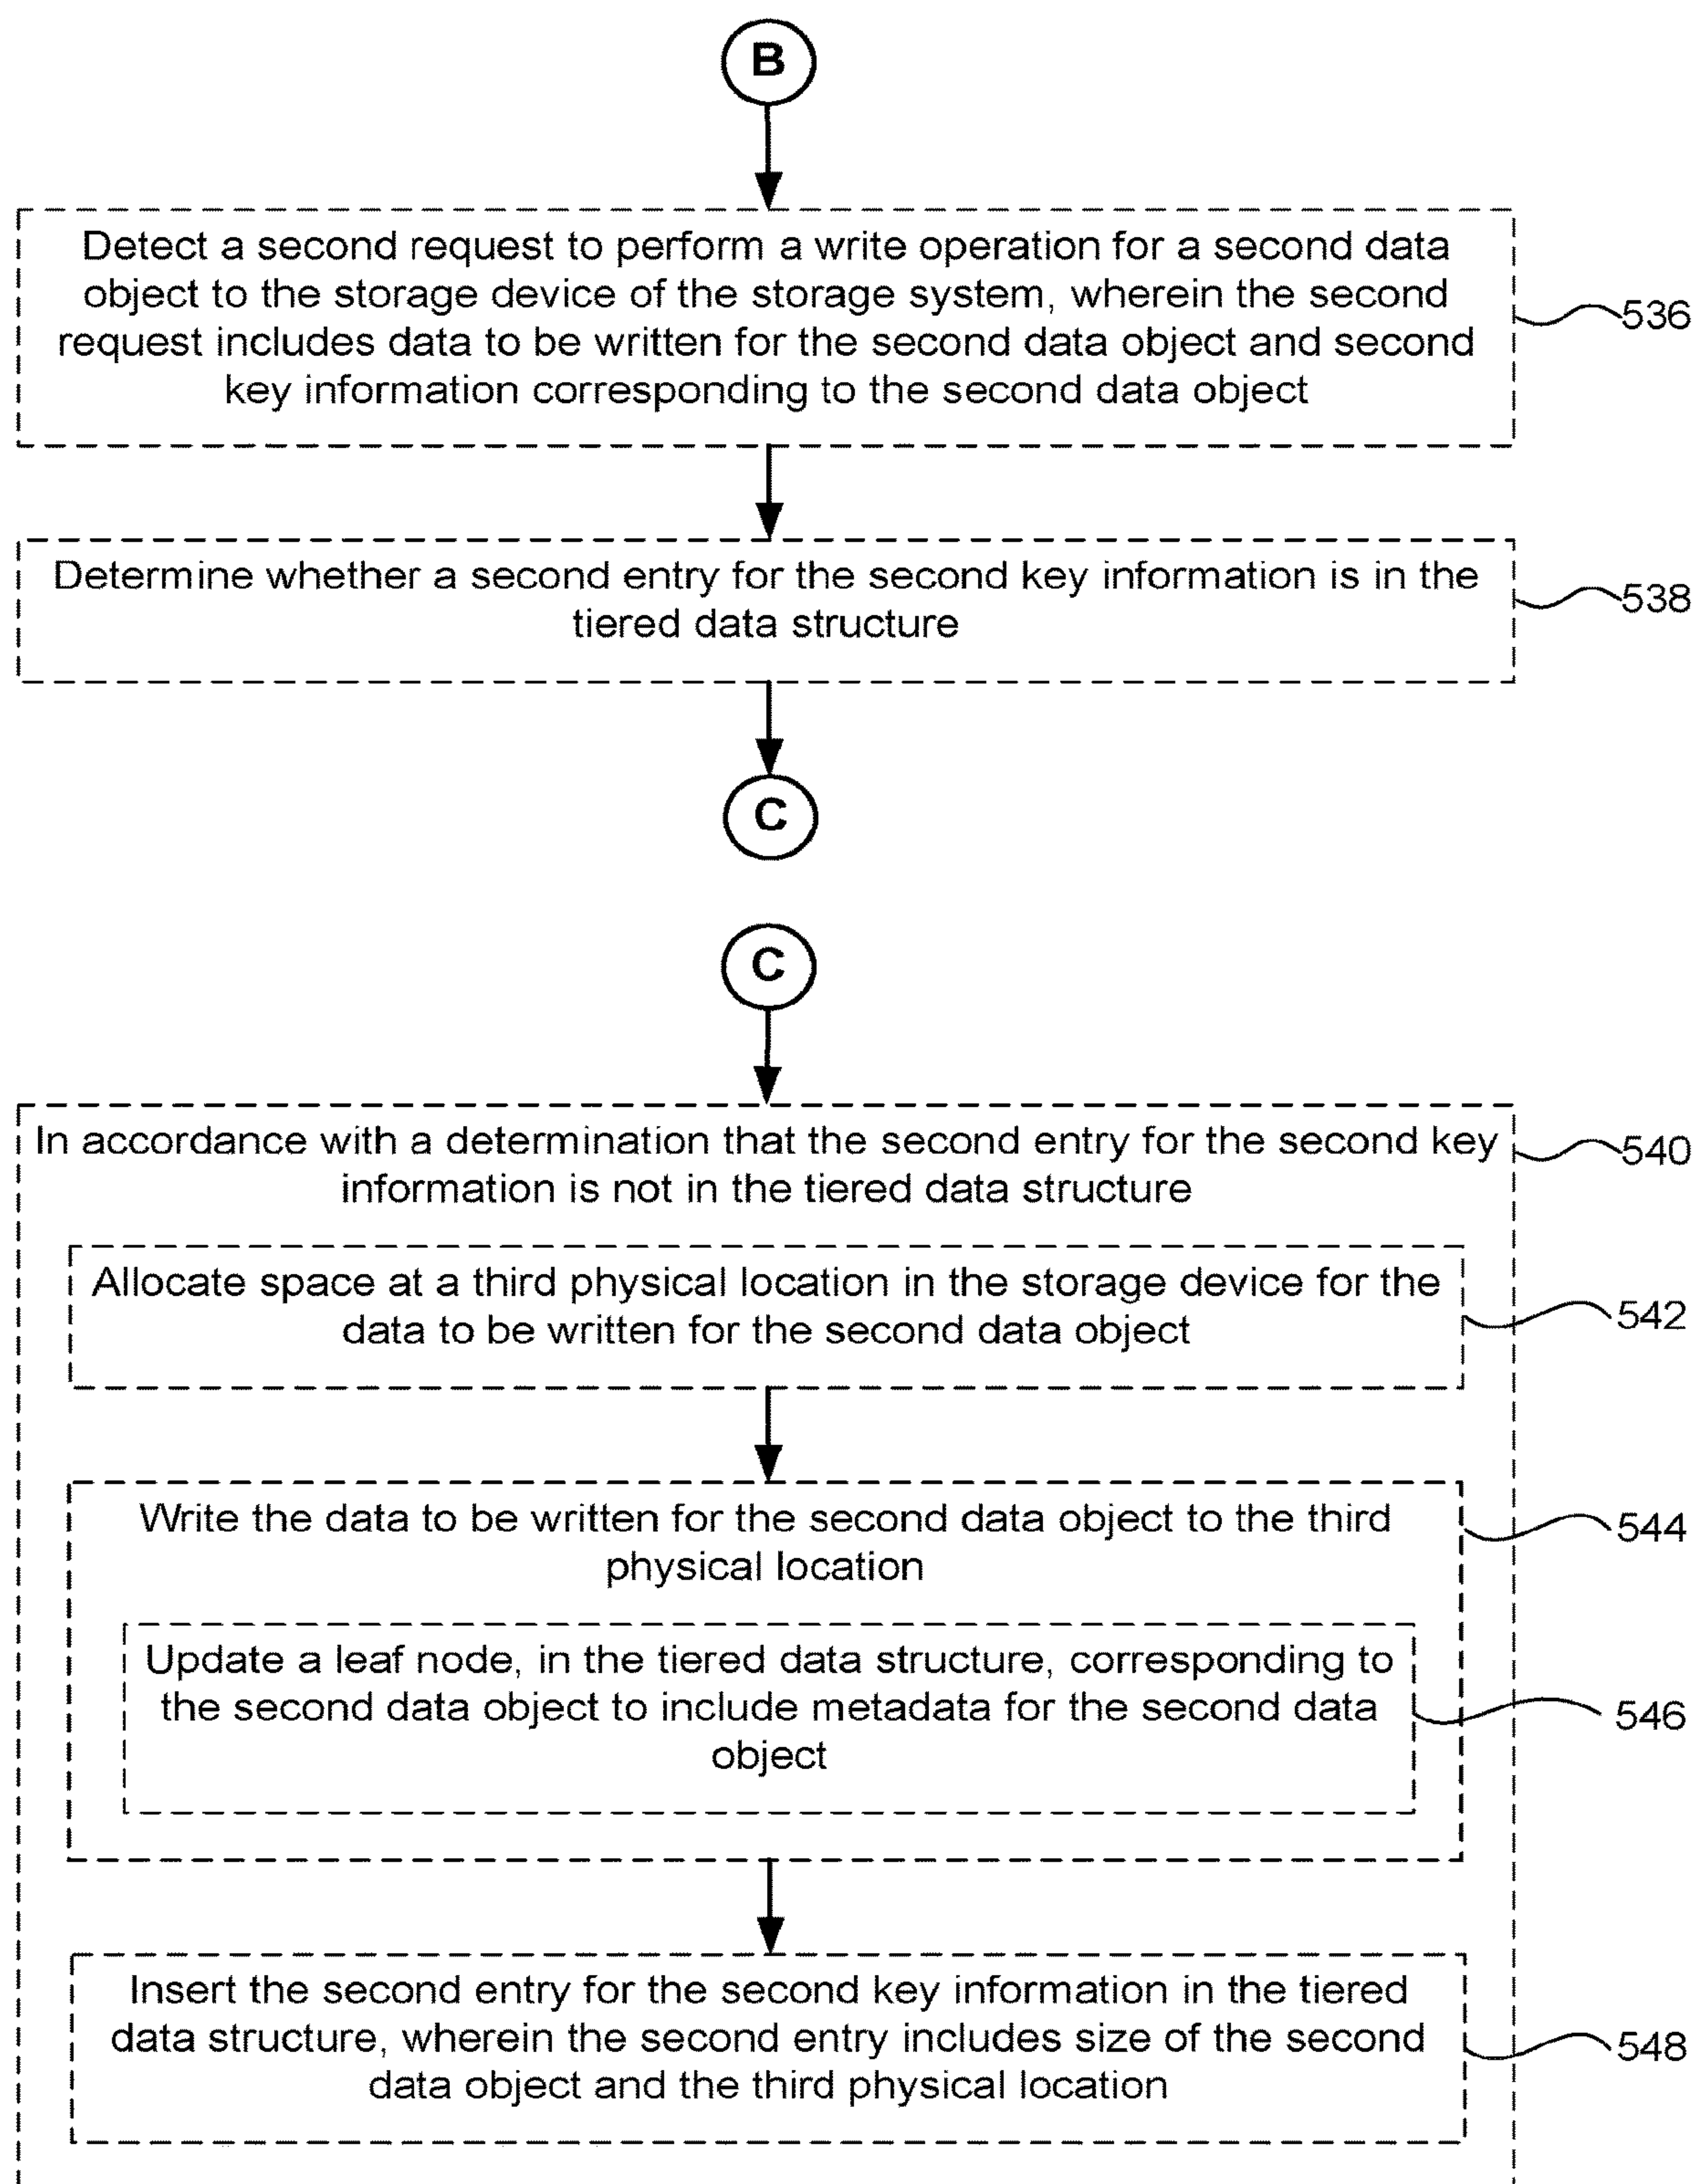 B
Detect a second request to perform a write operation for a second data
object to the storage device of the storage system, wherein the second
request includes data to be written for the second data object and second
key information corresponding to the second data object
536
Determine whether a second entry for the second key information is in the
tiered data structure
538
C
C
In accordance with a determination that the second entry for the second key
information is not in the tiered data structure
540
Allocate space at a third physical location in the storage device for the
data to be written for the second data object
542
Write the data to be written for the second data object to the third
physical location
544
Update a leaf node, in the tiered data structure, corresponding to
the second data object to include metadata for the second data
object
546
Insert the second entry for the second key information in the tiered
data structure, wherein the second entry includes size of the second
data object and the third physical location
548